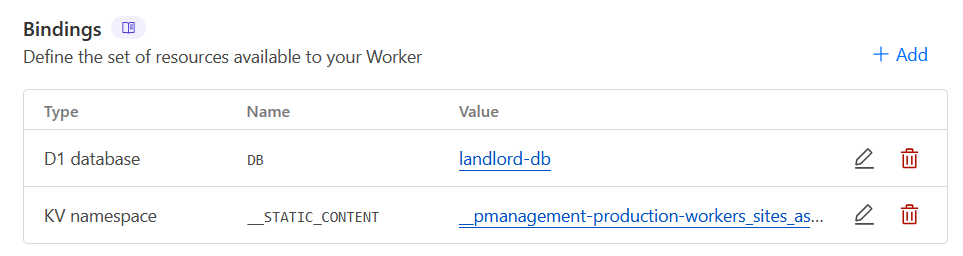 Bindings
Define the set of resources available to your Worker
+ Add
Type Name Value
D1 database DB landlord-db
KV namespace __STATIC_CONTENT __pmanagement-production-workers_sites_as...